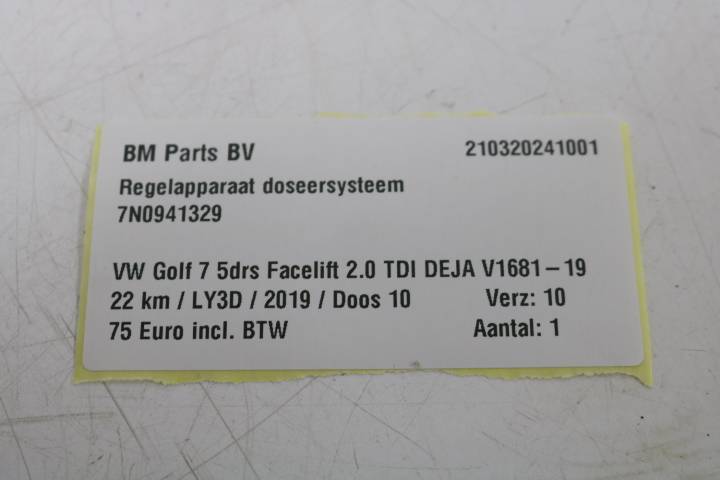 BM Parts BV 210320241001
Regelapparaat doseersysteem
7N0941329
VW Golf 7 5drs Facelift 2.0 TDI DEJA V1681-19
22 km / LY3D / 2019 / Doos 10 Verz: 10
75 Euro incl. BTW Aantal: 1